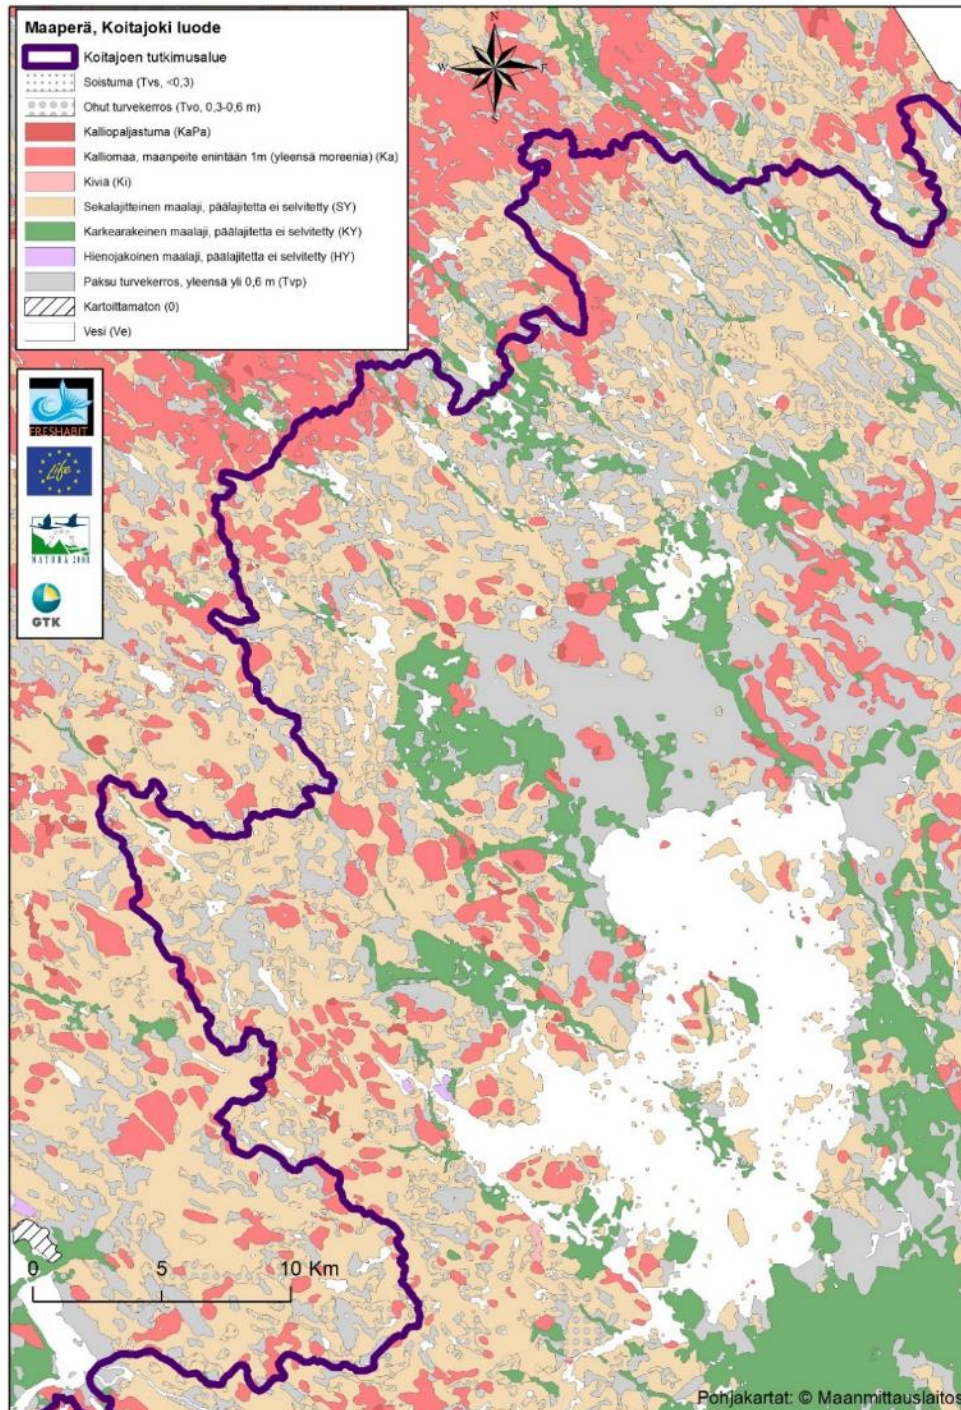 Maaperä, Koitajoki luode
Koitajoen tutkimusalue
Soistuma (Tvs, <0,3)
Ohut turvekerros (Tvo, 0,3-0,6 m)
Kalliopaljastuma (KaPa)
Kalliomaa, maanpeite enintään 1m (yleensä moreenia) (Ka)
Kiviä (Ki)
Sekalajitteinen maalaji, päälajitetta ei selvitetty (SY)
Karkearakeinen maalaji, päälajitetta ei selvitetty (KY)
Hienojakoinen maalaji, päälajitetta ei selvitetty (HY)
Paksu turvekerros, yleensä yli 0,6 m (Tvp)
Kartoittamaton (0)
Vesi (Ve)
N
W
E
S
FRESHABIT
Life
NATURA 2000
GTK
0 5 10 Km
Pohjakartat: © Maanmittauslaitos